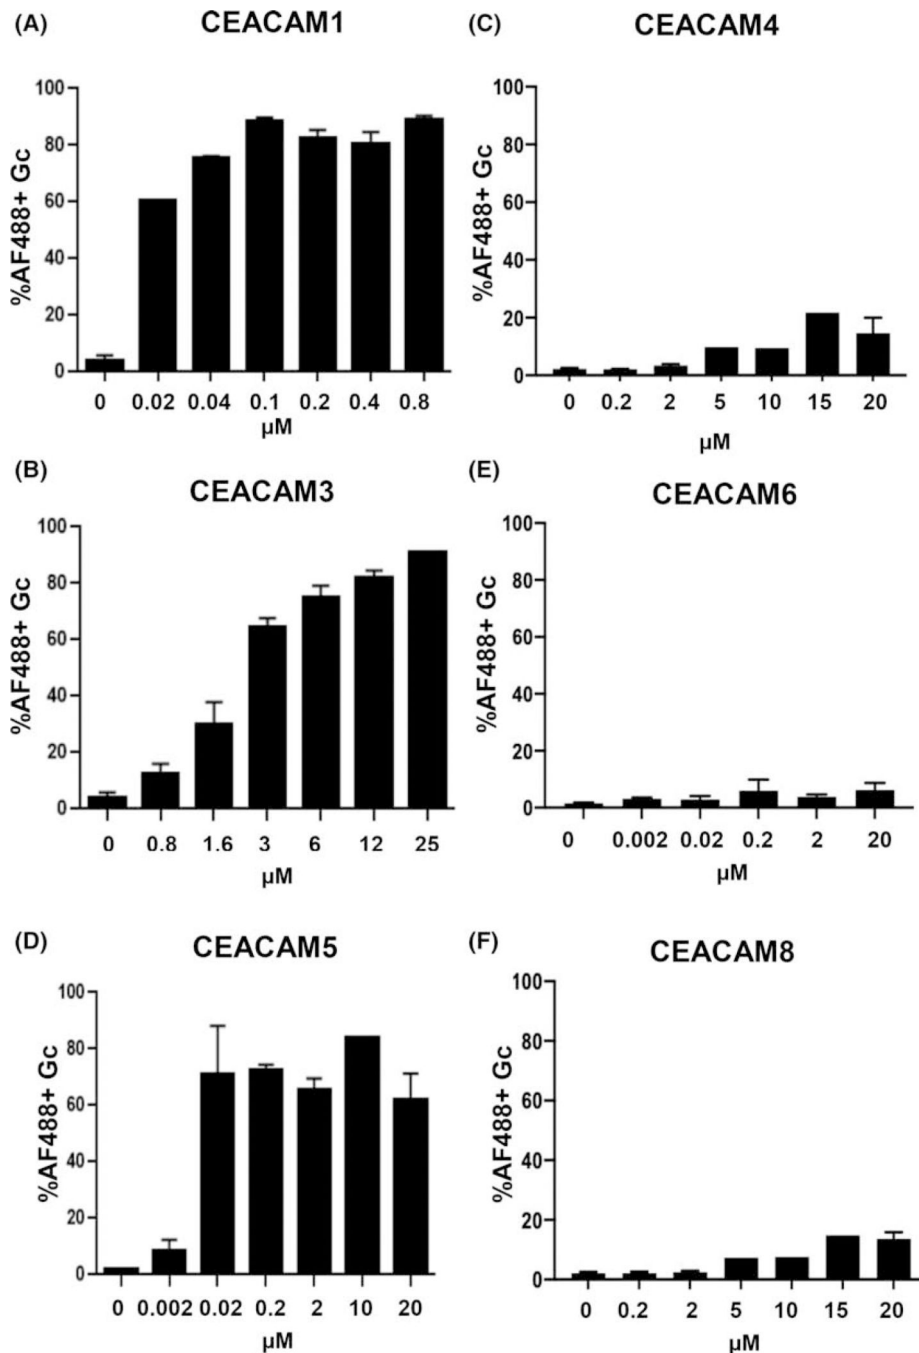 (A) CEACAM1
%AF488+ Gc
100
80
60
40
20
0
0 0.02 0.04 0.1 0.2 0.4 0.8
µM
(C) CEACAM4
%AF488+ Gc
100
80
60
40
20
0
0 0.2 2 5 10 15 20
µM
(B) CEACAM3
%AF488+ Gc
100
80
60
40
20
0
0 0.8 1.6 3 6 12 25
µM
(E) CEACAM6
%AF488+ Gc
100
80
60
40
20
0
0 0.002 0.02 0.2 2 20
µM
(D) CEACAM5
%AF488+ Gc
100
80
60
40
20
0
0 0.002 0.02 0.2 2 10 20
µM
(F) CEACAM8
%AF488+ Gc
100
80
60
40
20
0
0 0.2 2 5 10 15 20
µM